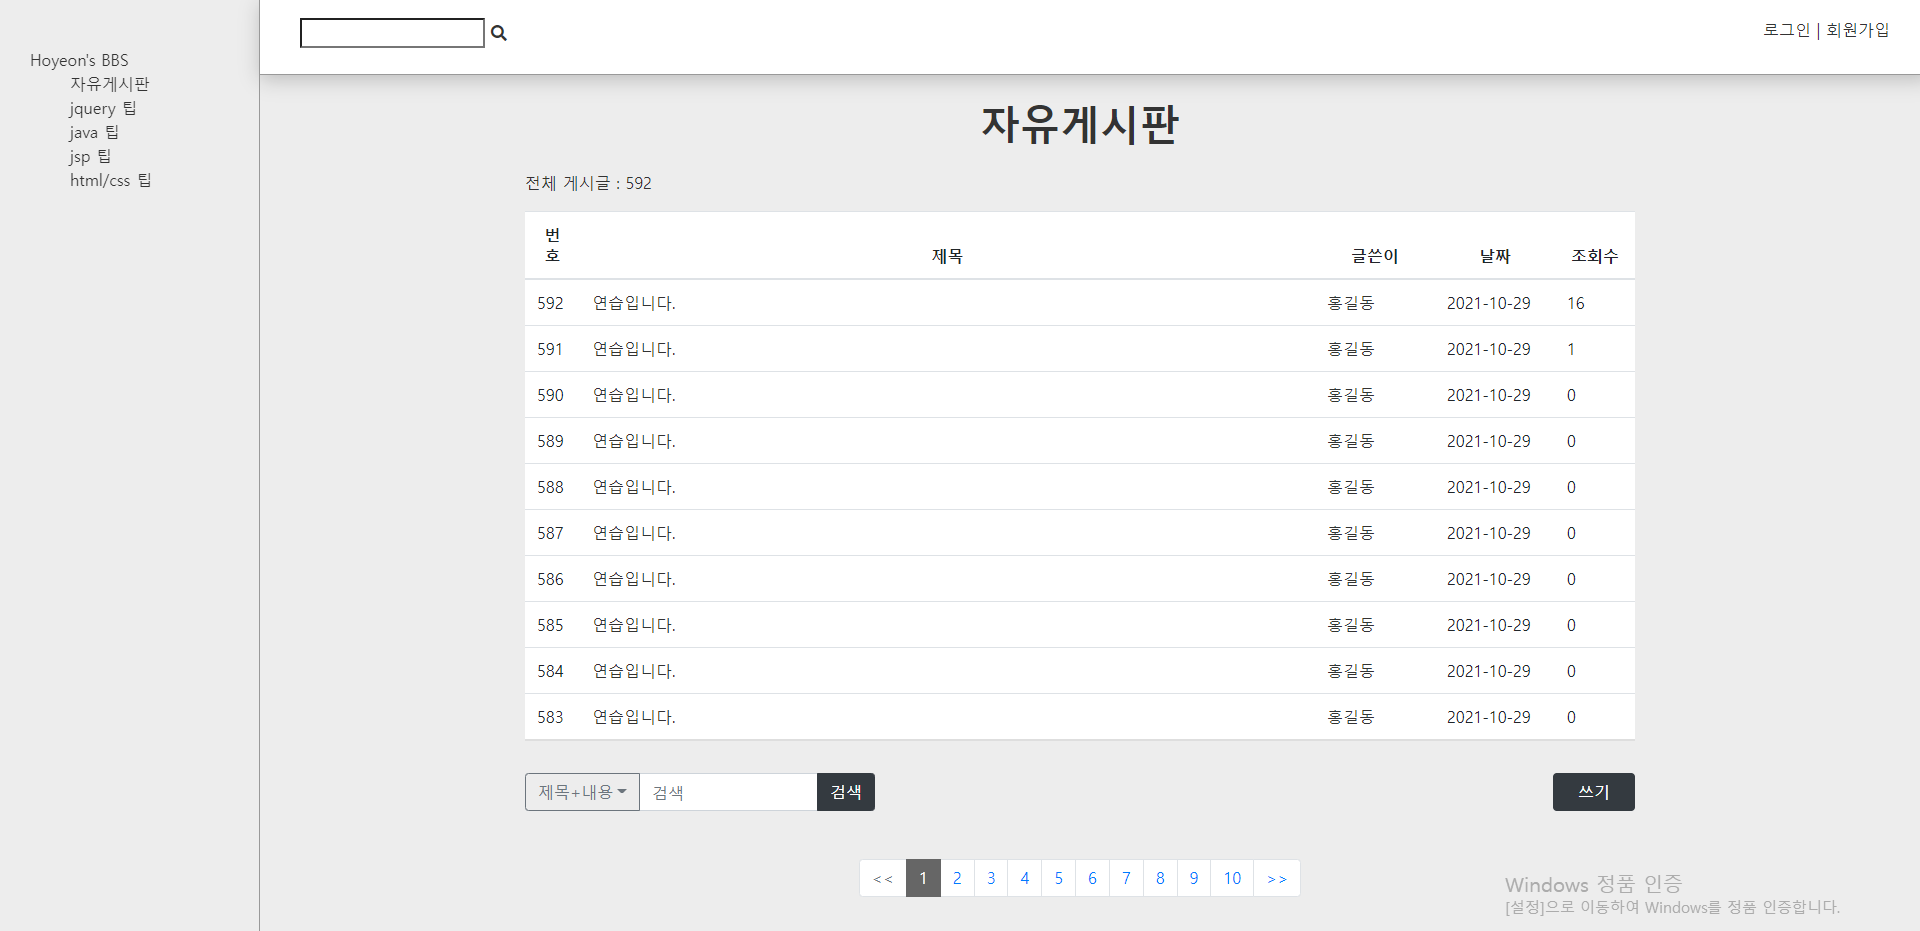 로그인 | 회원가입
Hoyeon's BBS
자유게시판
jquery 팁
java 팁
jsp 팁
html/css 팁
자유게시판
전체 게시글 : 592
번호 제목 글쓴이 날짜 조회수
592 연습입니다. 홍길동 2021-10-29 16
591 연습입니다. 홍길동 2021-10-29 1
590 연습입니다. 홍길동 2021-10-29 0
589 연습입니다. 홍길동 2021-10-29 0
588 연습입니다. 홍길동 2021-10-29 0
587 연습입니다. 홍길동 2021-10-29 0
586 연습입니다. 홍길동 2021-10-29 0
585 연습입니다. 홍길동 2021-10-29 0
584 연습입니다. 홍길동 2021-10-29 0
583 연습입니다. 홍길동 2021-10-29 0
제목+내용 검색 검색 쓰기
<< 1 2 3 4 5 6 7 8 9 10 >>
Windows 정품 인증
[설정]으로 이동하여 Windows를 정품 인증합니다.